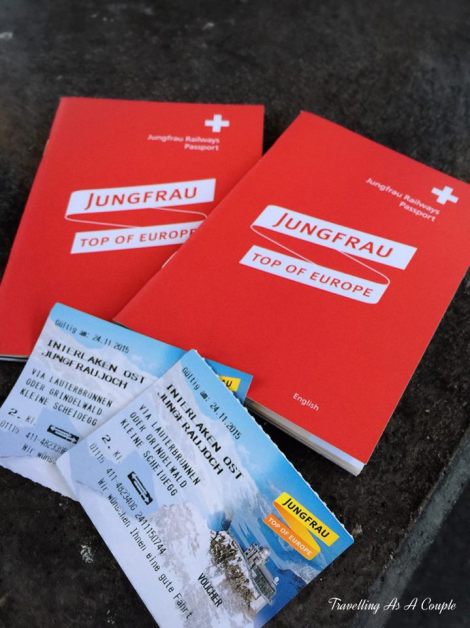 Jungfrau Railways
Passport
JUNGFRAU
TOP OF EUROPE
Jungfrau Railways
Passport
JUNGFRAU
TOP OF EUROPE
English
Gültig am: 24.11.2015
INTERLAKEN OST
JUNGFRAUJOCH
VIA LAUTERBRUNNEN
ODER GRINDELWALD
KLEINE SCHEIDEGG
2. Kl.
Gültig am: 24.11.2015
INTERLAKEN OST
JUNGFRAUJOCH
VIA LAUTERBRUNNEN
ODER GRINDELWALD
KLEINE SCHEIDEGG
2. Kl.
2411150744
Wir wünschen Ihnen eine gute Fahrt
VOUCHER
JUNGFRAU
TOP OF EUROPE
Travelling As A Couple